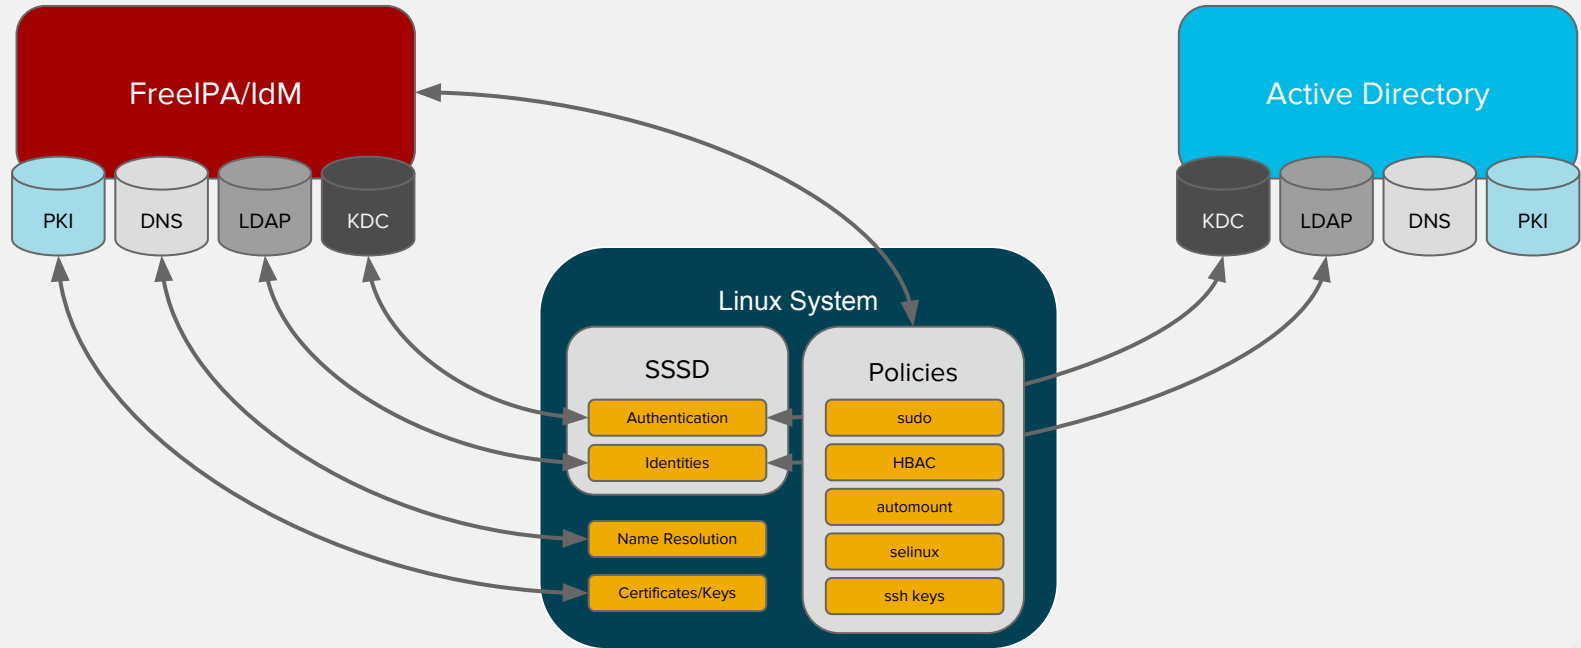 FreeIPA/IdM
Active Directory
PKI
DNS
LDAP
KDC
KDC
LDAP
DNS
PKI
Linux System
SSSD
Authentication
Identities
Name Resolution
Certificates/Keys
Policies
sudo
HBAC
automount
selinux
ssh keys